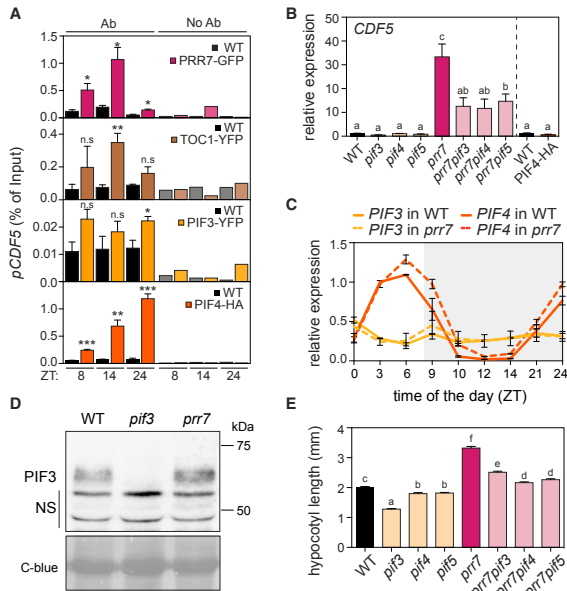 A
Ab
No Ab
pCDF5 (% of Input)
1.5
1.0
0.5
0.0
WT
PRR7-GFP
*
*
*
0.4
0.2
0.0
WT
TOC1-YFP
n.s
**
n.s
0.02
0.01
0
WT
PIF3-YFP
n.s
n.s
*
1.0
0.5
0.0
WT
PIF4-HA
***
**
***
ZT: 8 14 24 8 14 24
B
CDF5
relative expression
50
40
30
20
10
0
a a a a c ab ab b a a
WT pif3 pif4 pif5 prr7 prr7pif3 prr7pif4 prr7pif5 WT PIF4-HA
C
PIF3 in WT PIF4 in WT
PIF3 in prr7 PIF4 in prr7
relative expression
1.5
1.0
0.5
0.0
0 3 6 9 10 12 14 21 24
time of the day (ZT)
D
WT pif3 prr7
kDa
75
50
PIF3
NS
C-blue
E
hypocotyl length (mm)
4
3
2
1
0
c a b b f e d d
WT pif3 pif4 pif5 prr7 prr7pif3 prr7pif4 prr7pif5